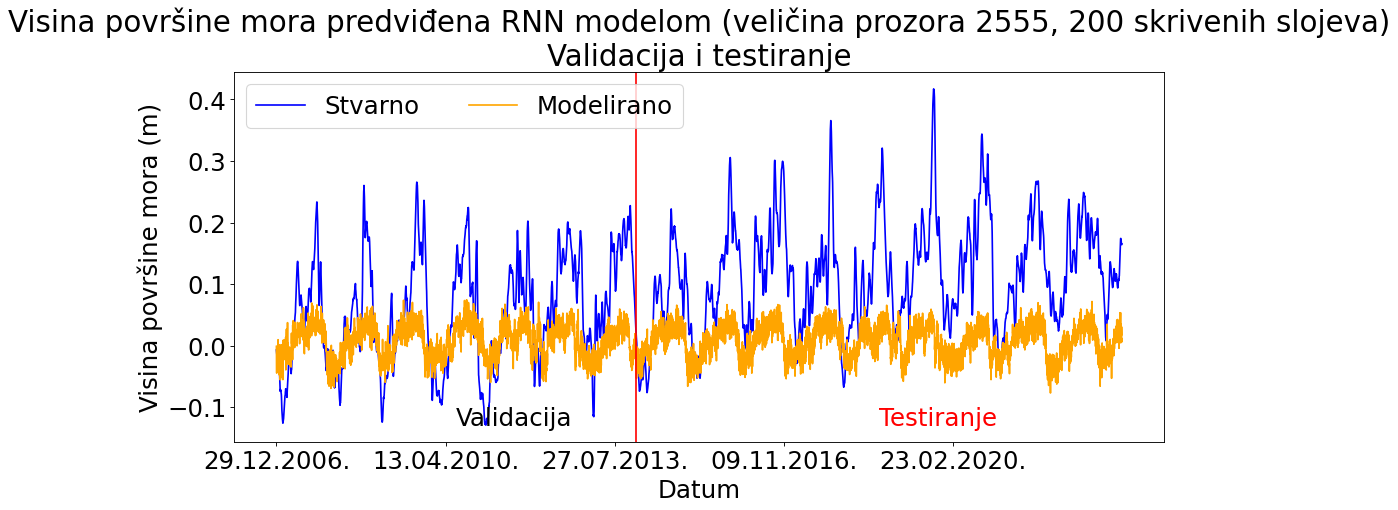 Visina površine mora predviđena RNN modelom (veličina prozora 2555, 200 skrivenih slojeva)
Validacija i testiranje
Stvarno
Modelirano
Visina površine mora (m)
0.4
0.3
0.2
0.1
0.0
−0.1
Validacija
Testiranje
29.12.2006.
13.04.2010.
27.07.2013.
09.11.2016.
23.02.2020.
Datum